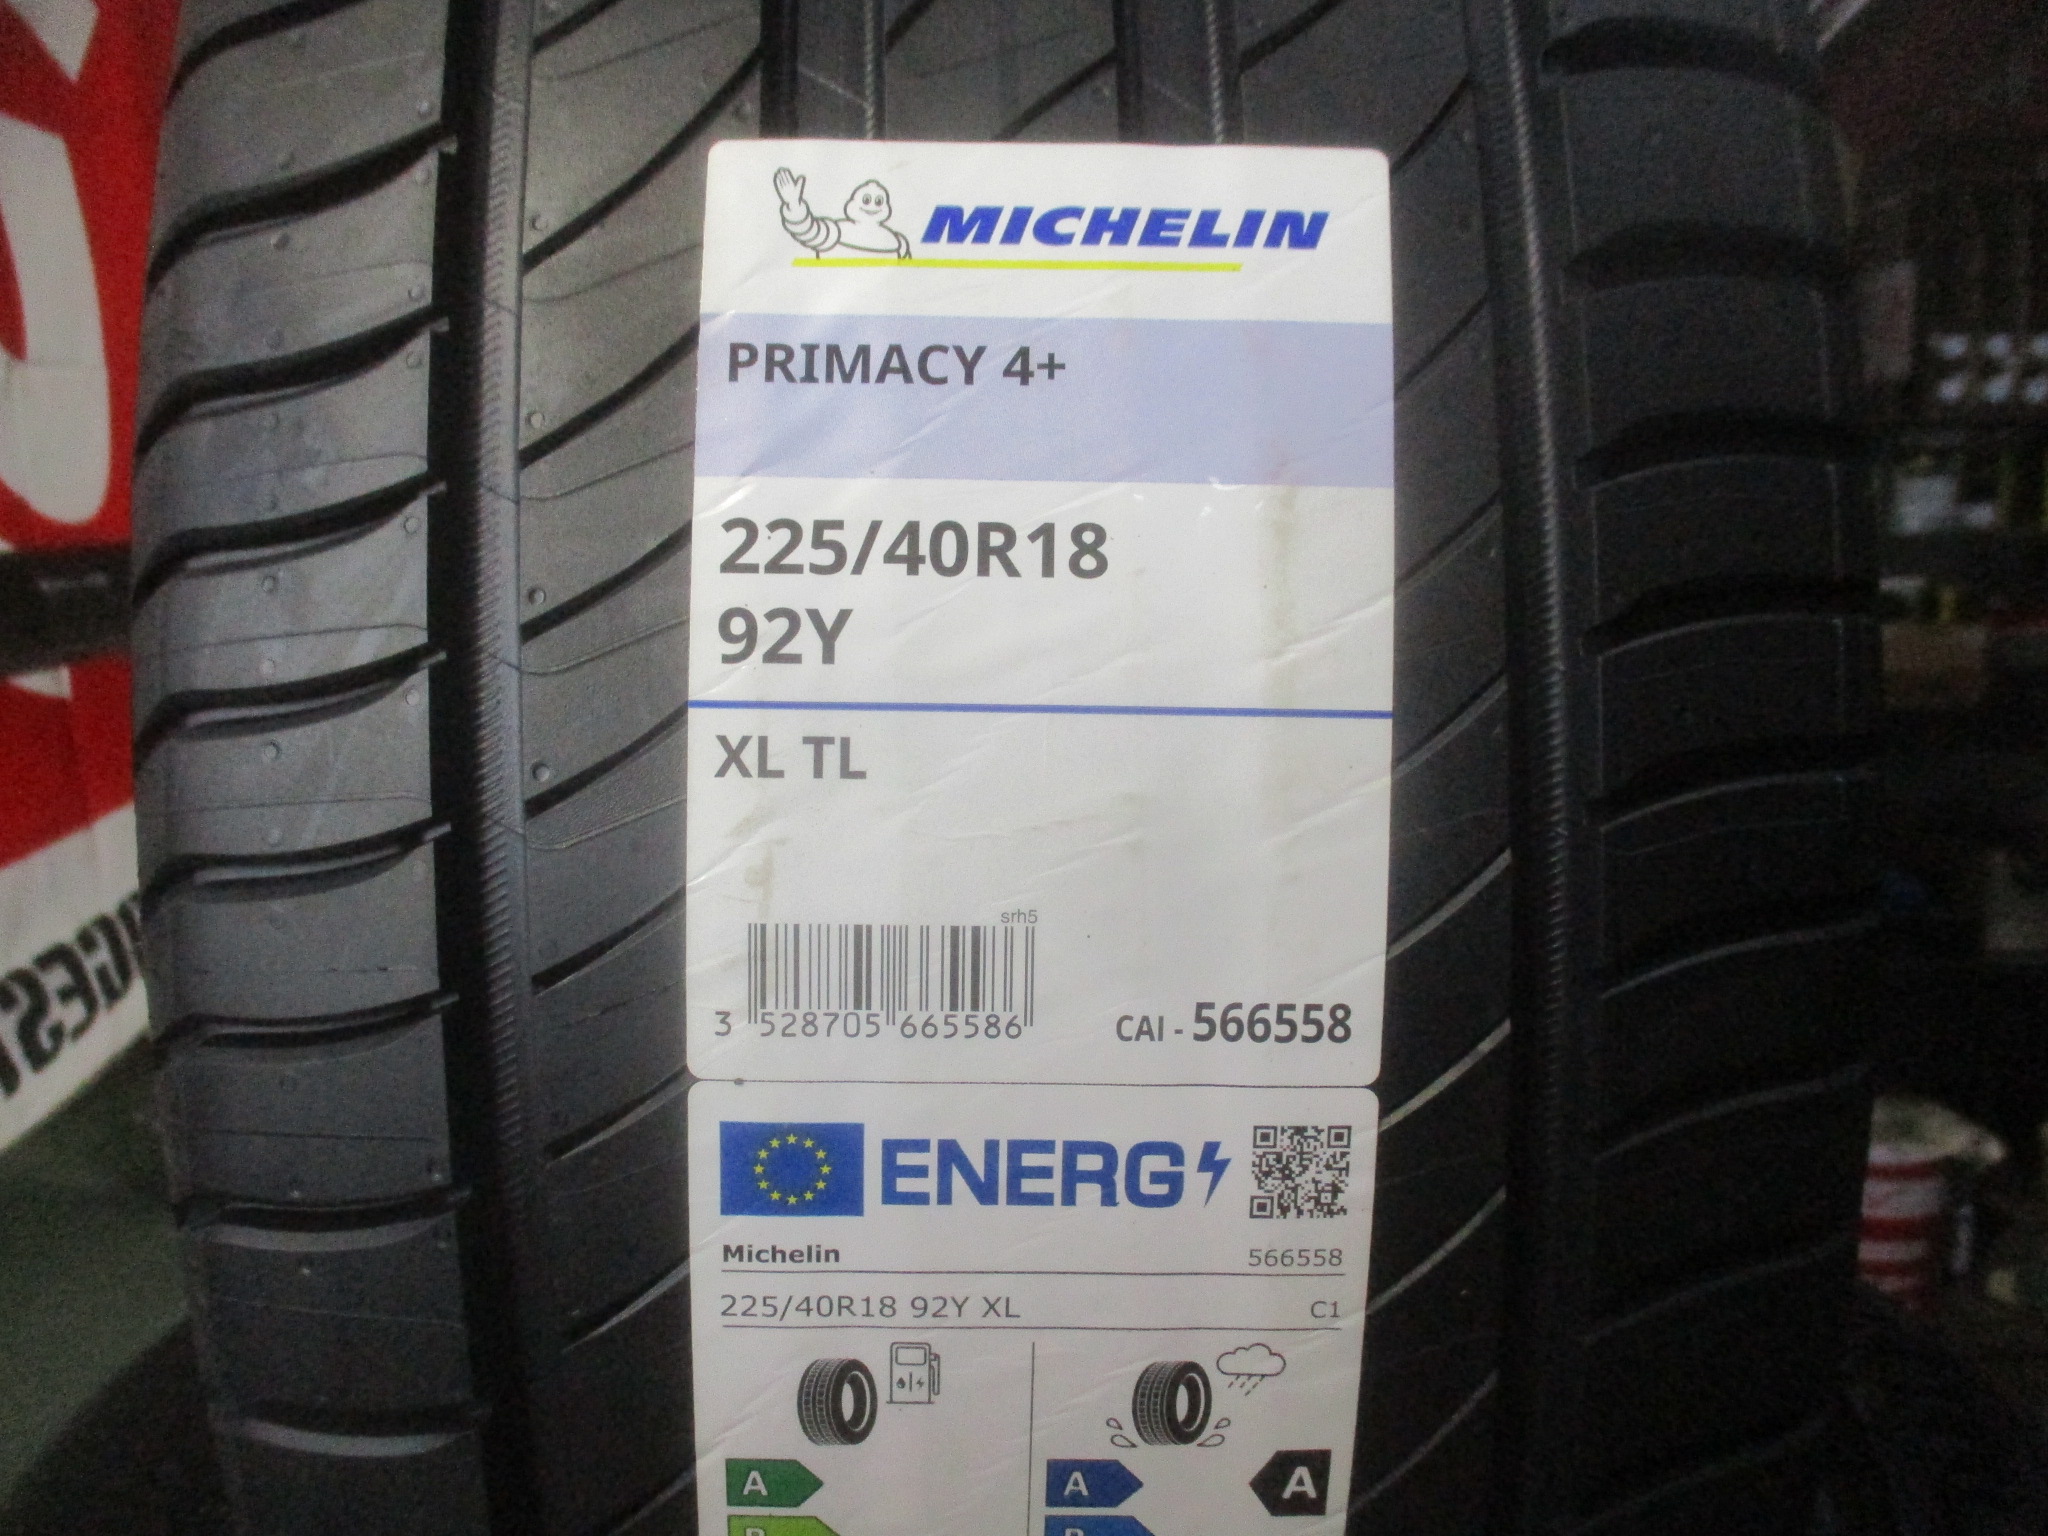 MICHELIN
PRIMACY 4+
225/40R18
92Y
XL TL
srh5
3 528705 665586
CAI - 566558
ENERG
Michelin 566558
225/40R18 92Y XL C1
A A A